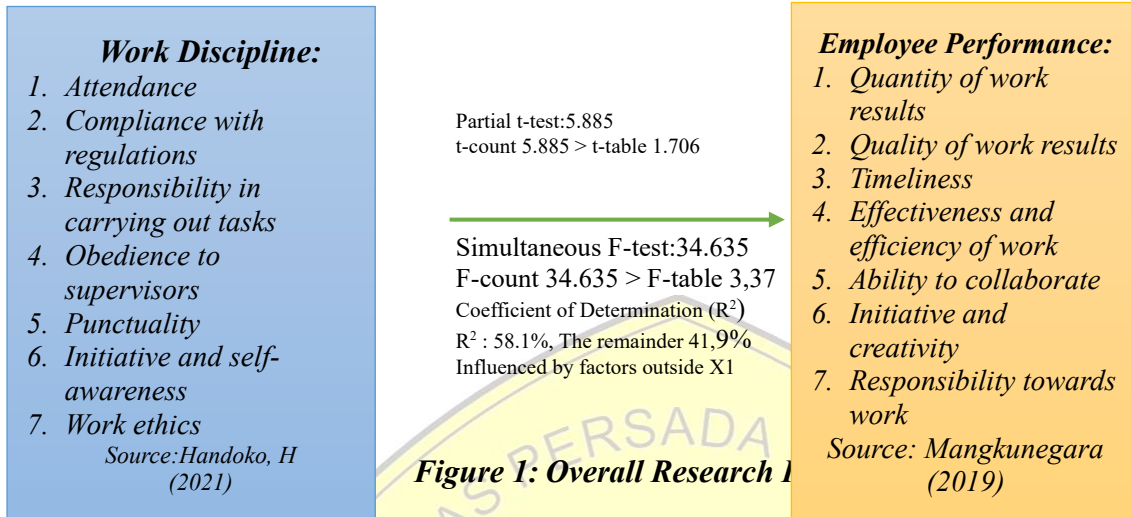 Work Discipline:
1. Attendance
2. Compliance with
regulations
3. Responsibility in
carrying out tasks
4. Obedience to
supervisors
5. Punctuality
6. Initiative and self-
awareness
7. Work ethics
Source:Handoko, H
(2021)
Partial t-test:5.885
t-count 5.885 > t-table 1.706
Simultaneous F-test:34.635
F-count 34.635 > F-table 3,37
Coefficient of Determination (R²)
R² : 58.1%, The remainder 41,9%
Influenced by factors outside X1
Employee Performance:
1. Quantity of work
results
2. Quality of work results
3. Timeliness
4. Effectiveness and
efficiency of work
5. Ability to collaborate
6. Initiative and
creativity
7. Responsibility towards
work
Source: Mangkunegara
(2019)
PERSADA
Figure 1: Overall Research